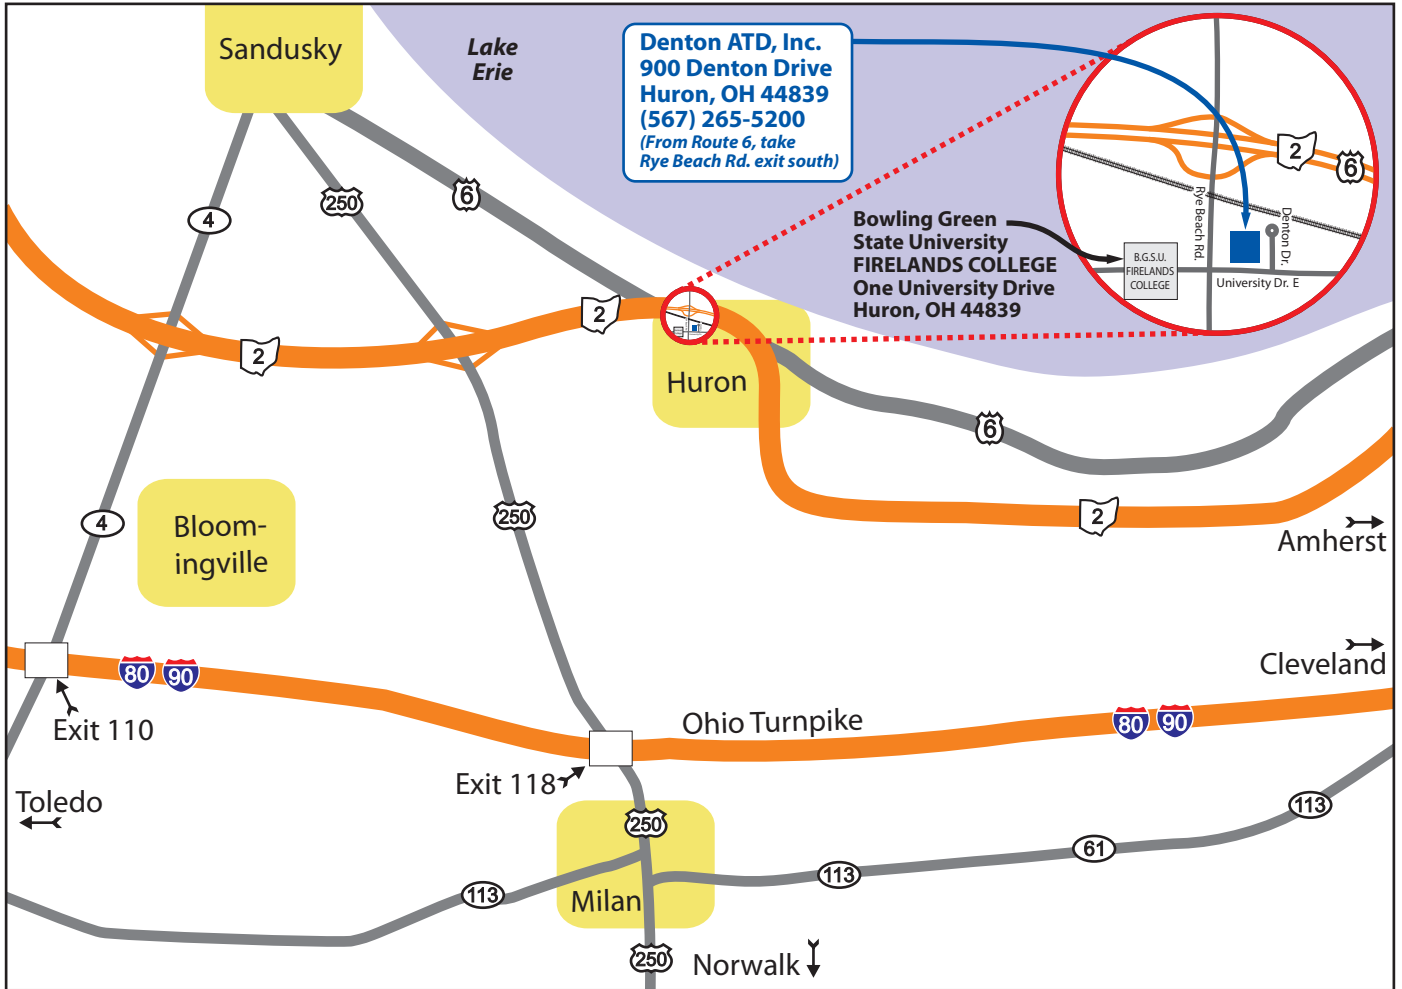 Sandusky
Lake
Erie
Denton ATD, Inc.
900 Denton Drive
Huron, OH 44839
(567) 265-5200
(From Route 6, take
Rye Beach Rd. exit south)
2
6
Rye Beach Rd.
Denton Dr.
B.G.S.U.
FIRELANDS
COLLEGE
University Dr. E
Bowling Green
State University
FIRELANDS COLLEGE
One University Drive
Huron, OH 44839
4
250
6
2
2
Huron
6
4
250
2
Bloom-
ingville
Amherst
Cleveland
80
90
Exit 110
Ohio Turnpike
80
90
Exit 118
Toledo
250
113
61
113
113
Milan
250
Norwalk